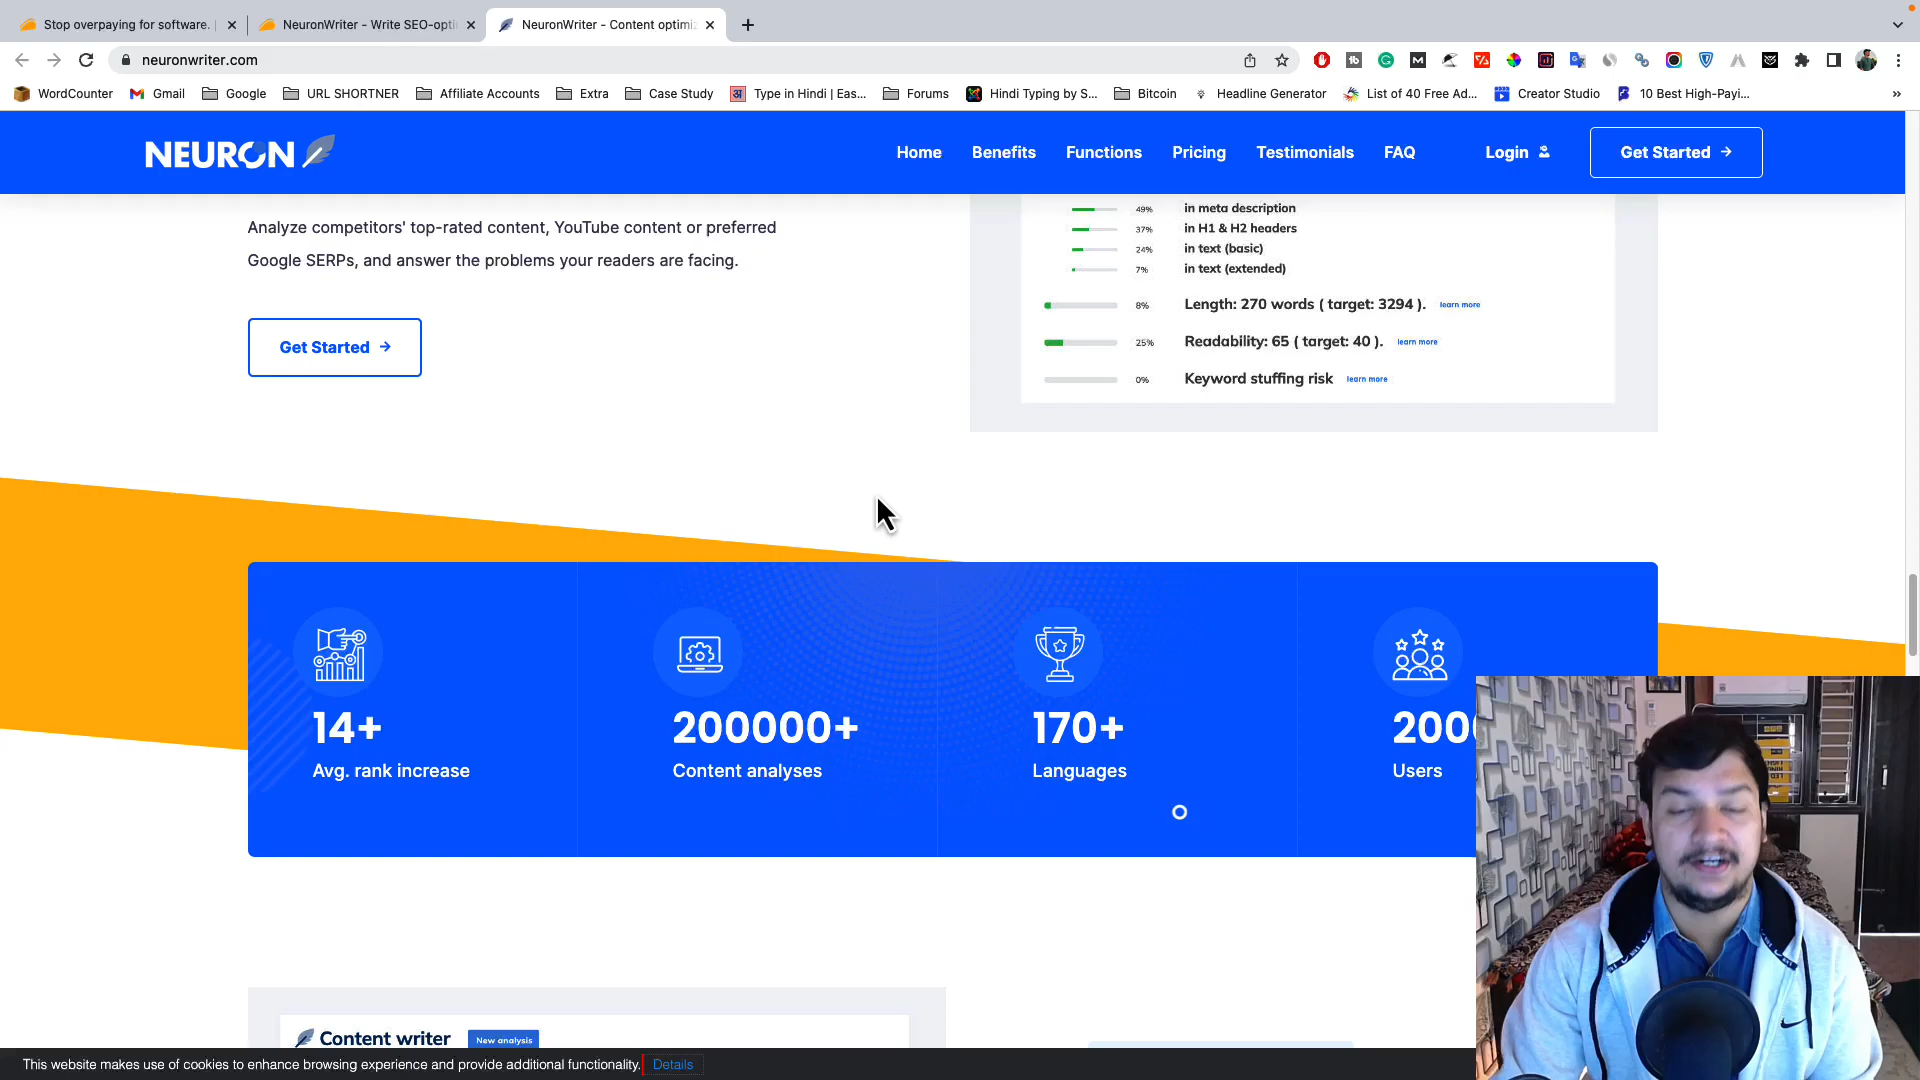 Stop overpaying for software.
NeuronWriter - Write SEO-opti
NeuronWriter - Content optimiz
neuronwriter.com
WordCounter
Gmail
Google
URL SHORTNER
Affiliate Accounts
Extra
Case Study
Type in Hindi | Eas...
Forums
Hindi Typing by S...
Bitcoin
Headline Generator
List of 40 Free Ad...
Creator Studio
10 Best High-Payi...
NEURON
Home
Benefits
Functions
Pricing
Testimonials
FAQ
Login
Get Started
Analyze competitors' top-rated content, YouTube content or preferred
Google SERPs, and answer the problems your readers are facing.
Get Started
49% in meta description
37% in H1 & H2 headers
24% in text (basic)
7% in text (extended)
8% Length: 270 words ( target: 3294 ). learn more
25% Readability: 65 ( target: 40 ). learn more
0% Keyword stuffing risk learn more
14+
Avg. rank increase
200000+
Content analyses
170+
Languages
Users
Content writer
New analysis
This website makes use of cookies to enhance browsing experience and provide additional functionality. Details